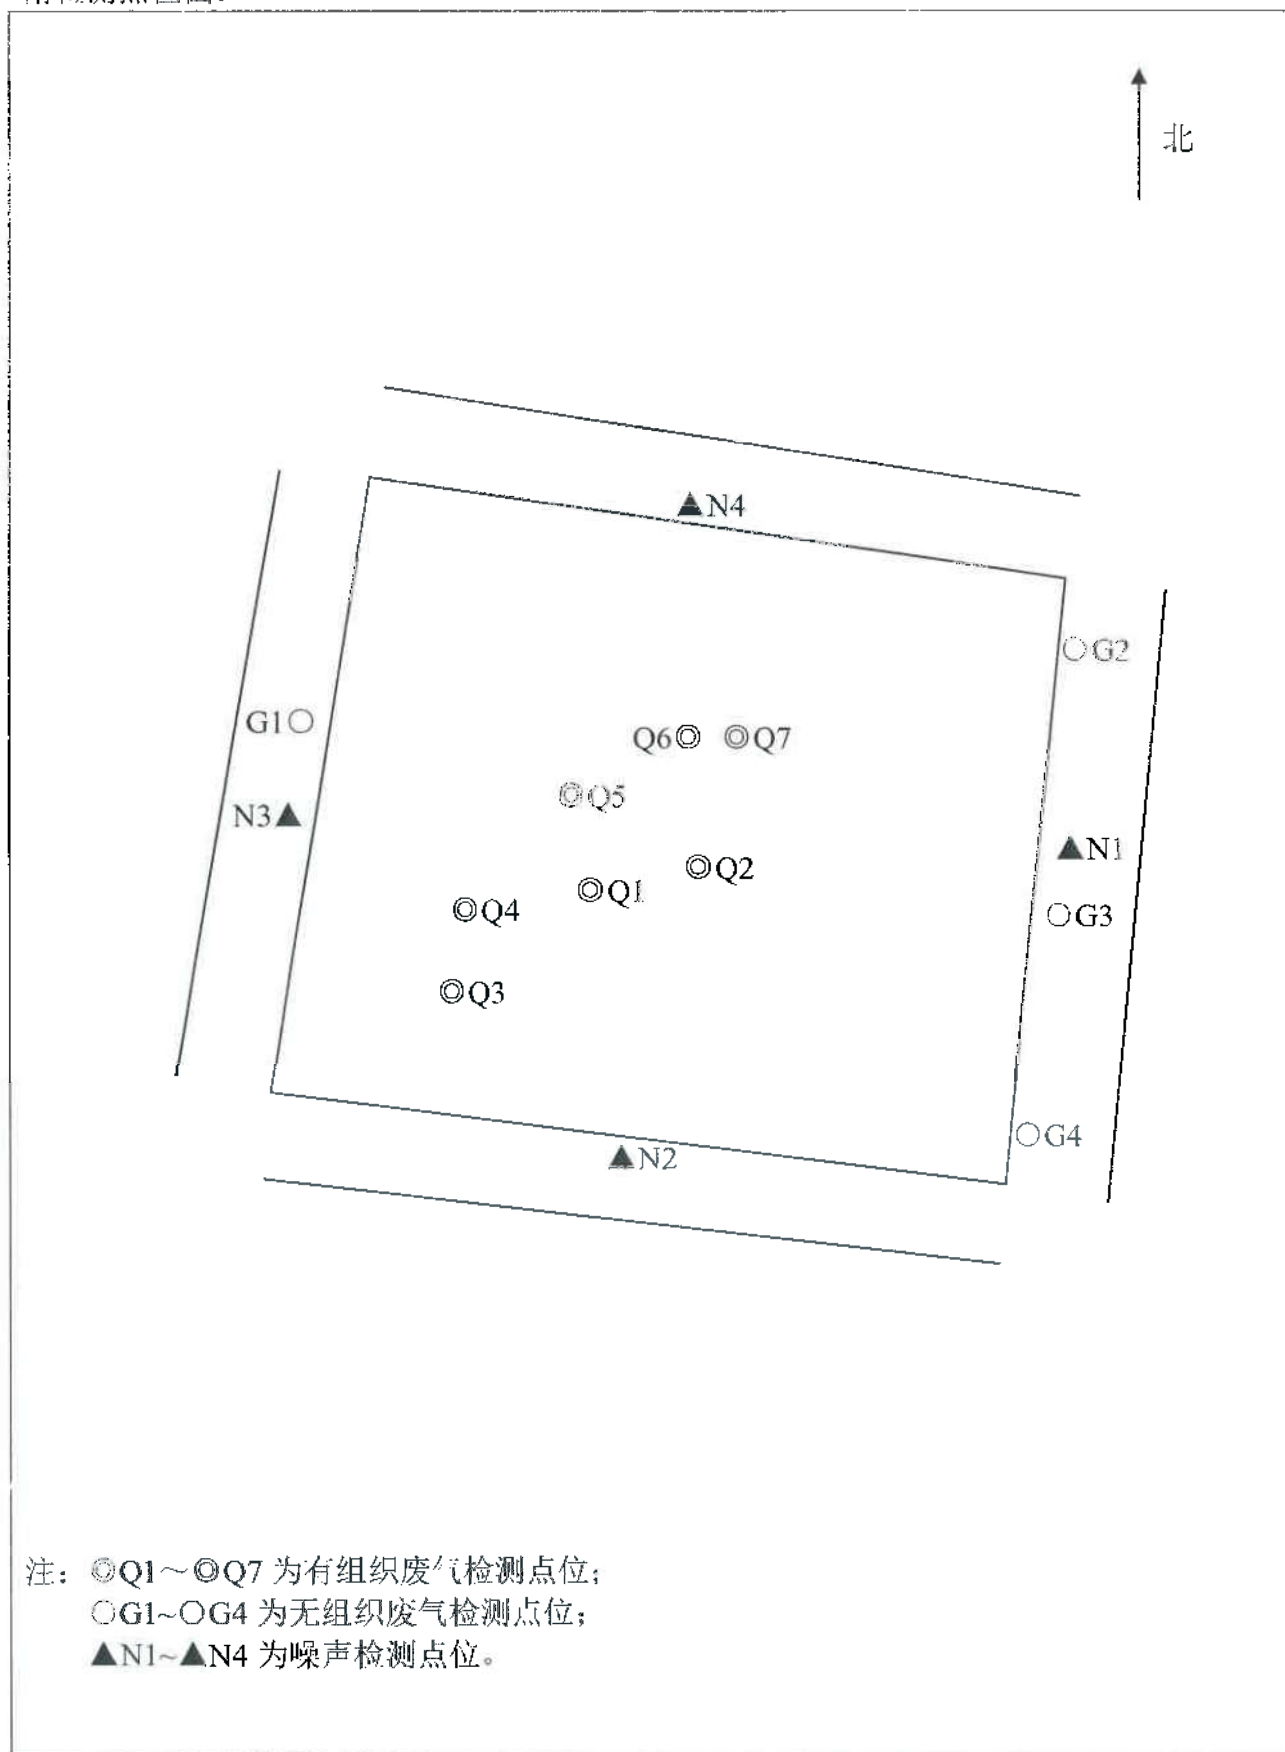 北
▲N4
○G2
G1○
Q6◎ ◎Q7
◎Q5
N3▲
▲N1
◎Q2
◎Q1
◎Q4
○G3
◎Q3
○G4
▲N2
注：◎Q1～◎Q7 为有组织废气检测点位；
○G1~○G4 为无组织废气检测点位；
▲N1~▲N4 为噪声检测点位。